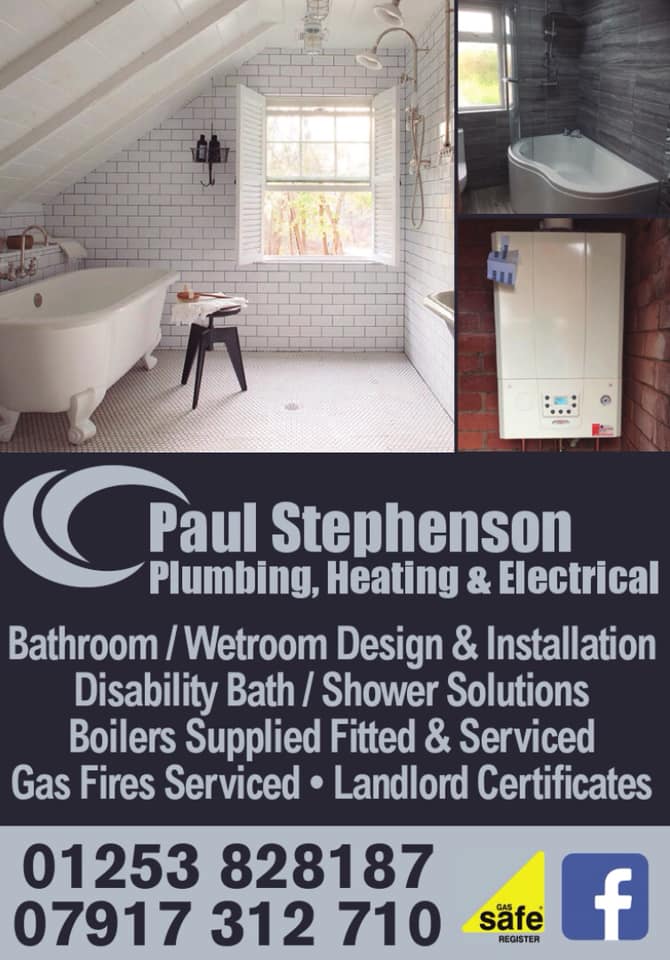 Paul Stephenson
Plumbing, Heating & Electrical
Bathroom / Wetroom Design & Installation
Disability Bath / Shower Solutions
Boilers Supplied Fitted & Serviced
Gas Fires Serviced • Landlord Certificates
01253 828187
07917 312 710
GAS
safe
REGISTER
f